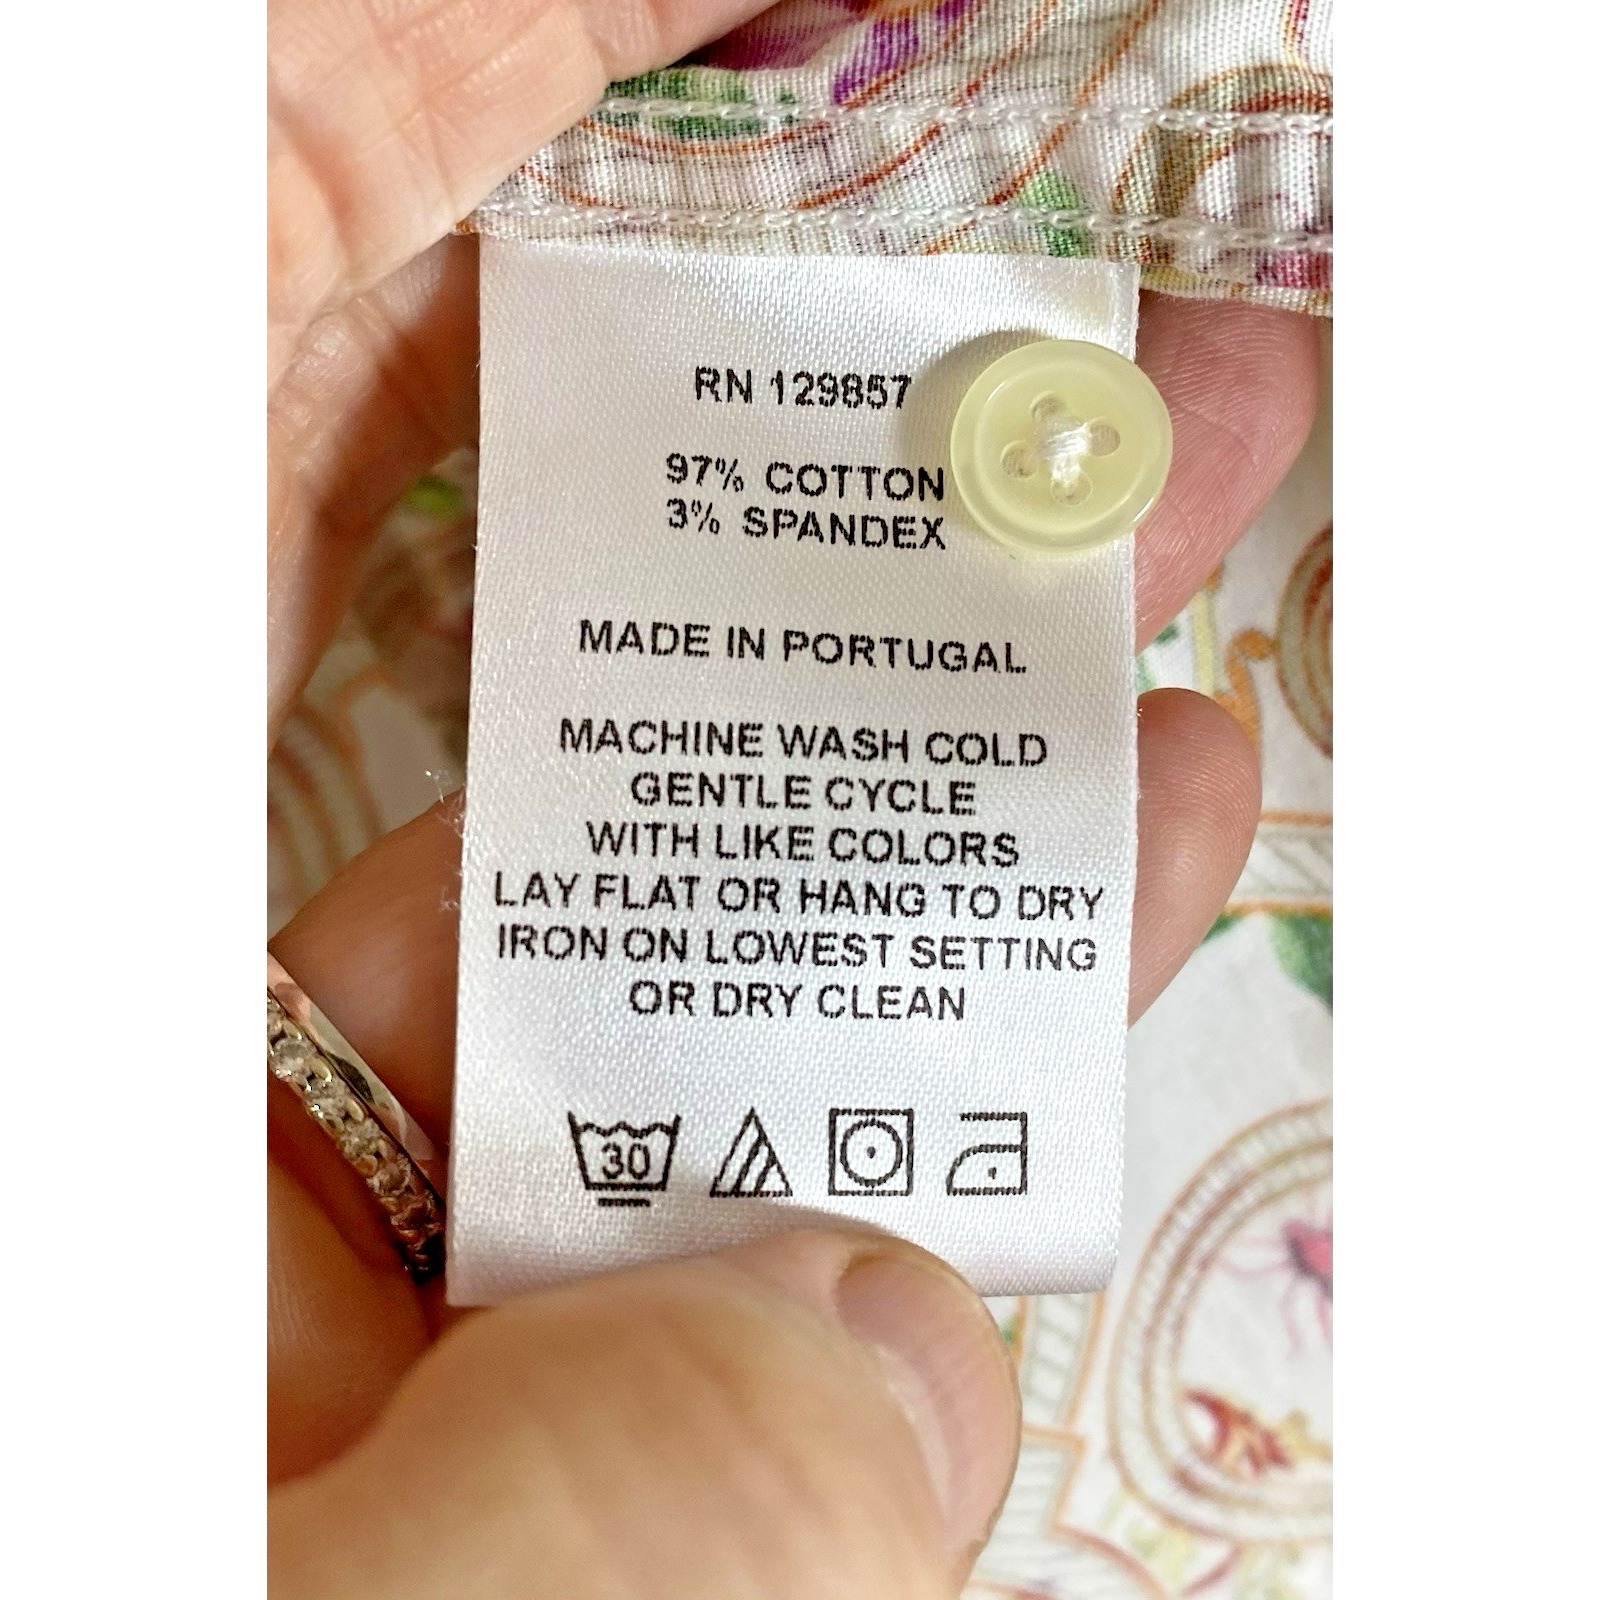 RN 129857
97% COTTON
3% SPANDEX
MADE IN PORTUGAL
MACHINE WASH COLD
GENTLE CYCLE
WITH LIKE COLORS
LAY FLAT OR HANG TO DRY
IRON ON LOWEST SETTING
OR DRY CLEAN
30